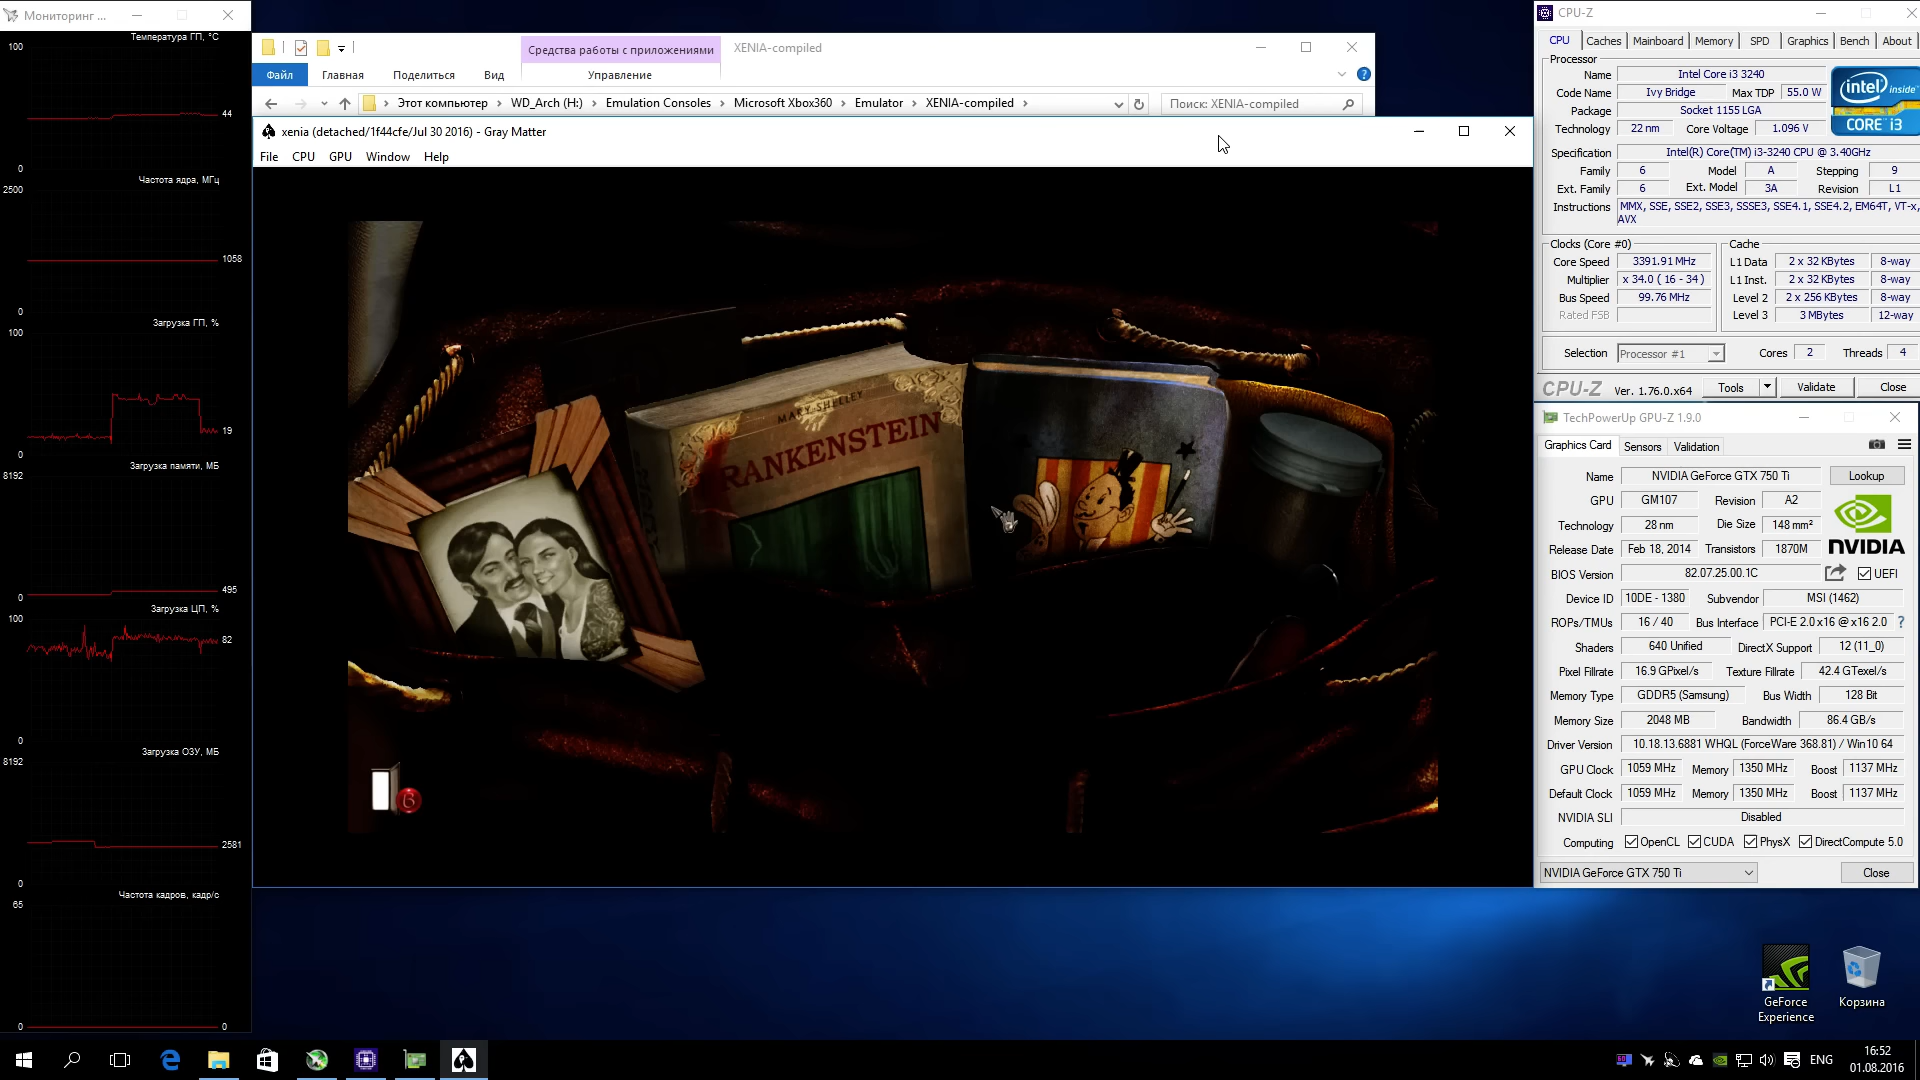 Мониторинг ...
Температура ГП, °C
100
44
0
Частота ядра, МГц
2500
1058
0
Загрузка ГП, %
100
19
0
Загрузка памяти, МБ
8192
495
0
Загрузка ЦП, %
100
82
0
Загрузка ОЗУ, МБ
8192
2581
0
Частота кадров, кадр/с
65
0
0
Средства работы с приложениями
XENIA-compiled
Файл
Главная
Поделиться
Вид
Управление
Этот компьютер > WD_Arch (H:) > Emulation Consoles > Microsoft Xbox360 > Emulator > XENIA-compiled >
Поиск: XENIA-compiled
xenia (detached/1f44cfe/Jul 30 2016) - Gray Matter
File CPU GPU Window Help
MARY SHELLEY
FRANKENSTEIN
6
CPU-Z
CPU Caches Mainboard Memory SPD Graphics Bench About
Processor
Name Intel Core i3 3240
Code Name Ivy Bridge Max TDP 55.0 W
Package Socket 1155 LGA
Technology 22 nm Core Voltage 1.096 V
intel inside™
CORE i3
Specification Intel(R) Core(TM) i3-3240 CPU @ 3.40GHz
Family 6 Model A Stepping 9
Ext. Family 6 Ext. Model 3A Revision L1
Instructions MMX, SSE, SSE2, SSE3, SSSE3, SSE4.1, SSE4.2, EM64T, VT-x,
AVX
Clocks (Core #0)
Core Speed 3391.91 MHz
Multiplier x 34.0 ( 16 - 34 )
Bus Speed 99.76 MHz
Rated FSB
Cache
L1 Data 2 x 32 KBytes 8-way
L1 Inst. 2 x 32 KBytes 8-way
Level 2 2 x 256 KBytes 8-way
Level 3 3 MBytes 12-way
Selection Processor #1 Cores 2 Threads 4
CPU-Z Ver. 1.76.0.x64 Tools Validate Close
TechPowerUp GPU-Z 1.9.0
Graphics Card Sensors Validation
Name NVIDIA GeForce GTX 750 Ti Lookup
GPU GM107 Revision A2
Technology 28 nm Die Size 148 mm²
Release Date Feb 18, 2014 Transistors 1870M
NVIDIA
BIOS Version 82.07.25.00.1C UEFI
Device ID 10DE - 1380 Subvendor MSI (1462)
ROPs/TMUs 16 / 40 Bus Interface PCI-E 2.0 x16 @ x16 2.0 ?
Shaders 640 Unified DirectX Support 12 (11_0)
Pixel Fillrate 16.9 GPixel/s Texture Fillrate 42.4 GTexel/s
Memory Type GDDR5 (Samsung) Bus Width 128 Bit
Memory Size 2048 MB Bandwidth 86.4 GB/s
Driver Version 10.18.13.6881 WHQL (ForceWare 368.81) / Win10 64
GPU Clock 1059 MHz Memory 1350 MHz Boost 1137 MHz
Default Clock 1059 MHz Memory 1350 MHz Boost 1137 MHz
NVIDIA SLI Disabled
Computing OpenCL CUDA PhysX DirectCompute 5.0
NVIDIA GeForce GTX 750 Ti Close
GeForce
Experience
Корзина
ENG
16:52
01.08.2016